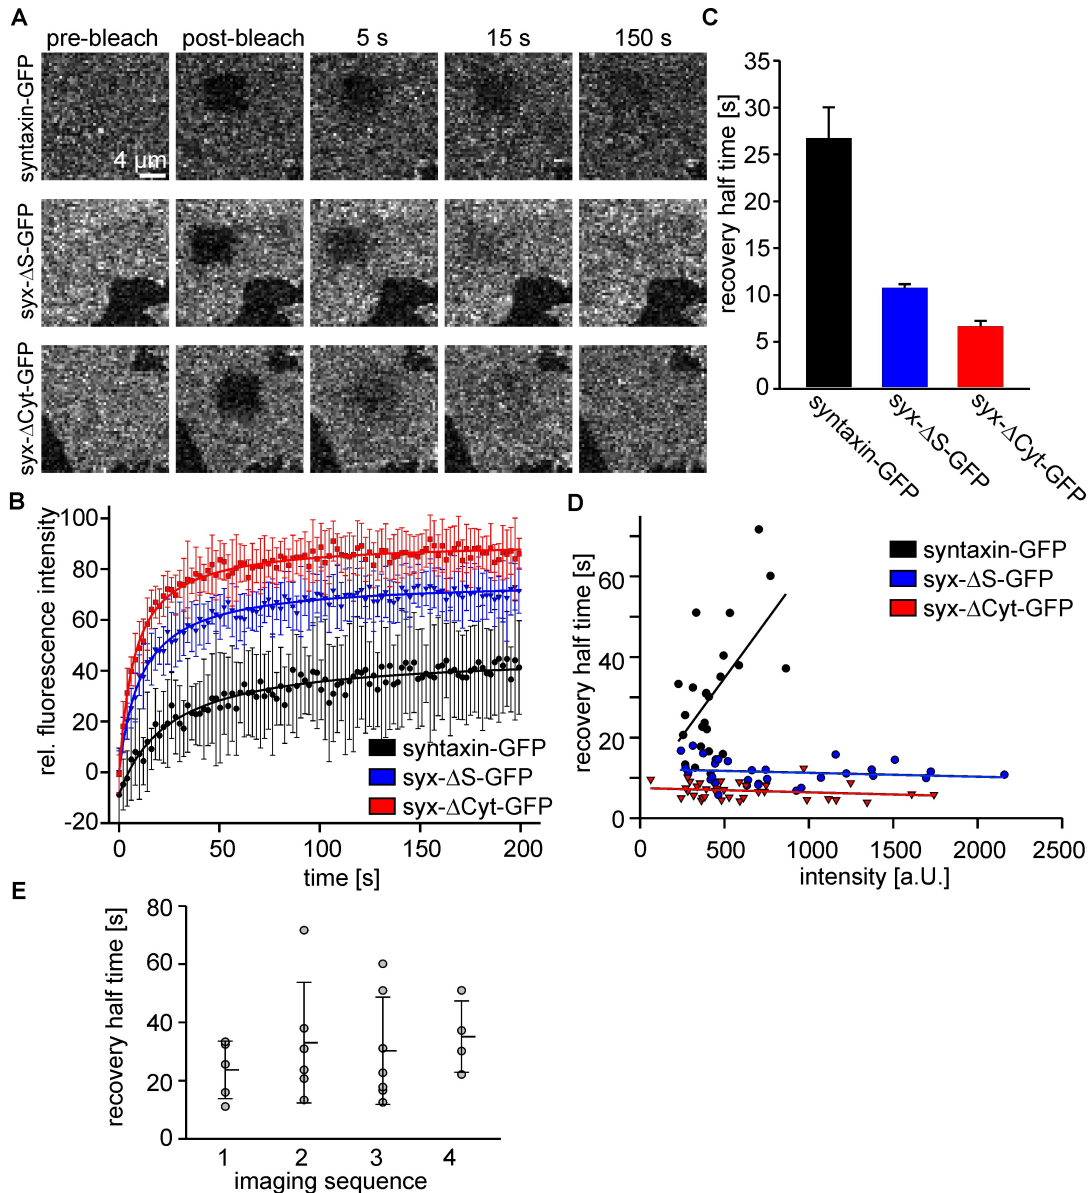 A
pre-bleach post-bleach 5 s 15 s 150 s
syntaxin-GFP
4 µm
syx-ΔS-GFP
syx-ΔCyt-GFP
C
recovery half time [s]
35
30
25
20
15
10
5
0
syntaxin-GFP
syx-ΔS-GFP
syx-ΔCyt-GFP
B
rel. fluorescence intensity
100
80
60
40
20
0
-20
syntaxin-GFP
syx-ΔS-GFP
syx-ΔCyt-GFP
0 50 100 150 200
time [s]
D
recovery half time [s]
60
40
20
0
syntaxin-GFP
syx-ΔS-GFP
syx-ΔCyt-GFP
0 500 1000 1500 2000 2500
intensity [a.U.]
E
recovery half time [s]
80
60
40
20
0
1 2 3 4
imaging sequence